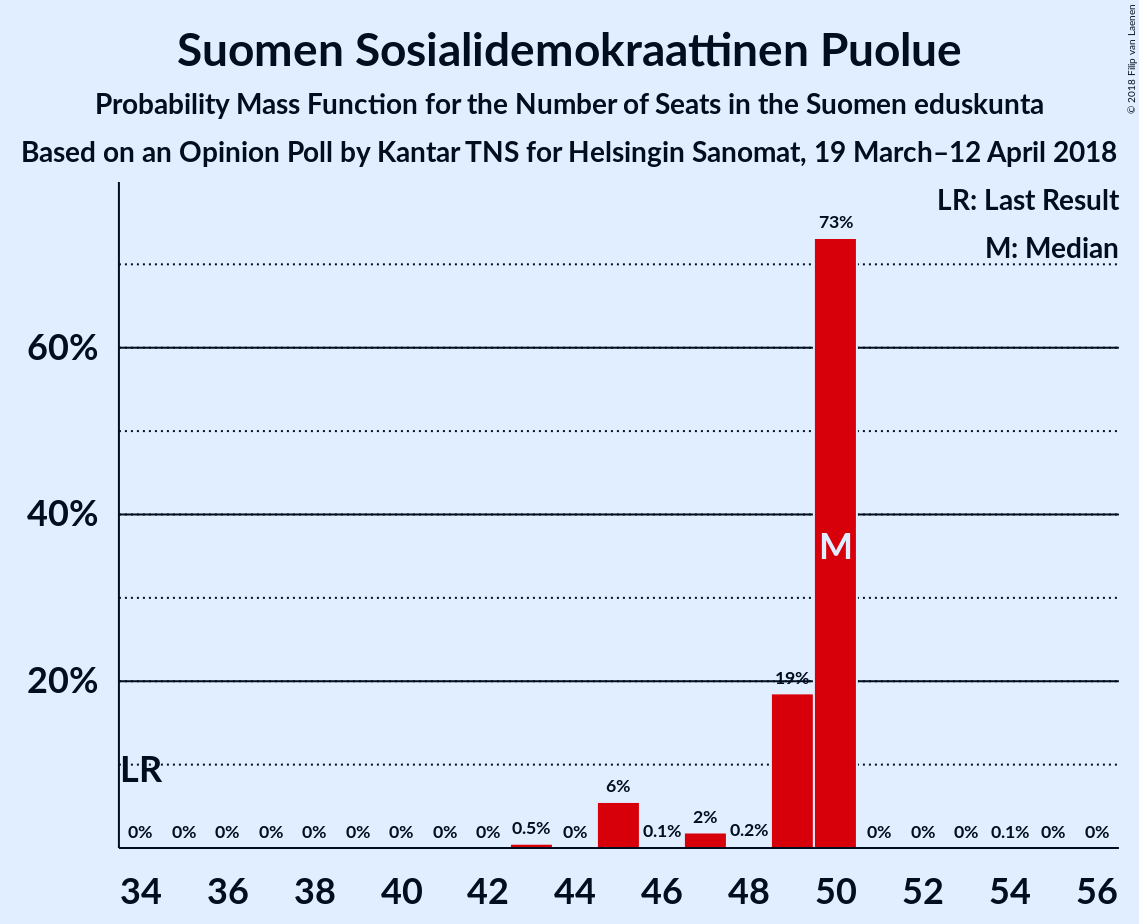 Suomen Sosialidemokraattinen Puolue
Probability Mass Function for the Number of Seats in the Suomen eduskunta
Based on an Opinion Poll by Kantar TNS for Helsingin Sanomat, 19 March–12 April 2018
© 2018 Filip van Laenen
LR: Last Result
M: Median
73%
60%
40%
M
20%
19%
LR
6%
2%
0% 0% 0% 0% 0% 0% 0% 0% 0% 0.5% 0% 0.1% 0.2% 0% 0% 0% 0.1% 0% 0%
34 36 38 40 42 44 46 48 50 52 54 56